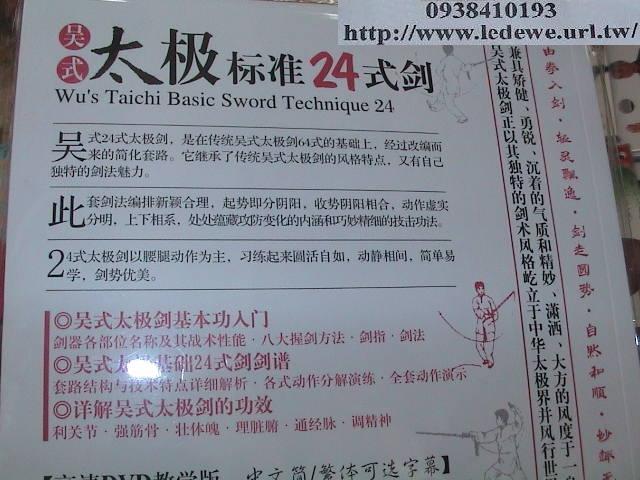 0938410193
http://www.ledewe.url.tw/
吴式
太极标准24式剑
Wu's Taichi Basic Sword Technique 24
吴式24式太极剑，是在传统吴式太极剑64式的基础上，经过改编而
来的简化套路。它继承了传统吴式太极剑的风格特点，又有自己
独特的剑法魅力。
此套剑法编排新颖合理，起势即分阴阳，收势阴阳相合，动作虚实
分明，上下相系，处处蕴藏攻防变化的内涵和巧妙精细的技击功法。
24式太极剑以腰腿动作为主，习练起来圆活自如，动静相间，简单易
学，剑势优美。
◎吴式太极剑基本功入门
剑器各部位名称及其战术性能·八大握剑方法·剑指·剑法
◎吴式太极基础24式剑剑谱
套路结构与技术特点详细解析·各式动作分解演练·全套动作演示
◎详解吴式太极剑的功效
利关节·强筋骨·壮体魄·理脏腑·通经脉·调精神
【高速DVD教学版 中文简/繁体可选字幕】
由拳入剑·轻灵飘逸·剑走圆势·自然和顺·妙趣
兼其矫健、勇锐、沉着的气质和精妙、潇洒、大方的风度于一
吴式太极剑正以其独特的剑术风格屹立于中华太极界并风行世